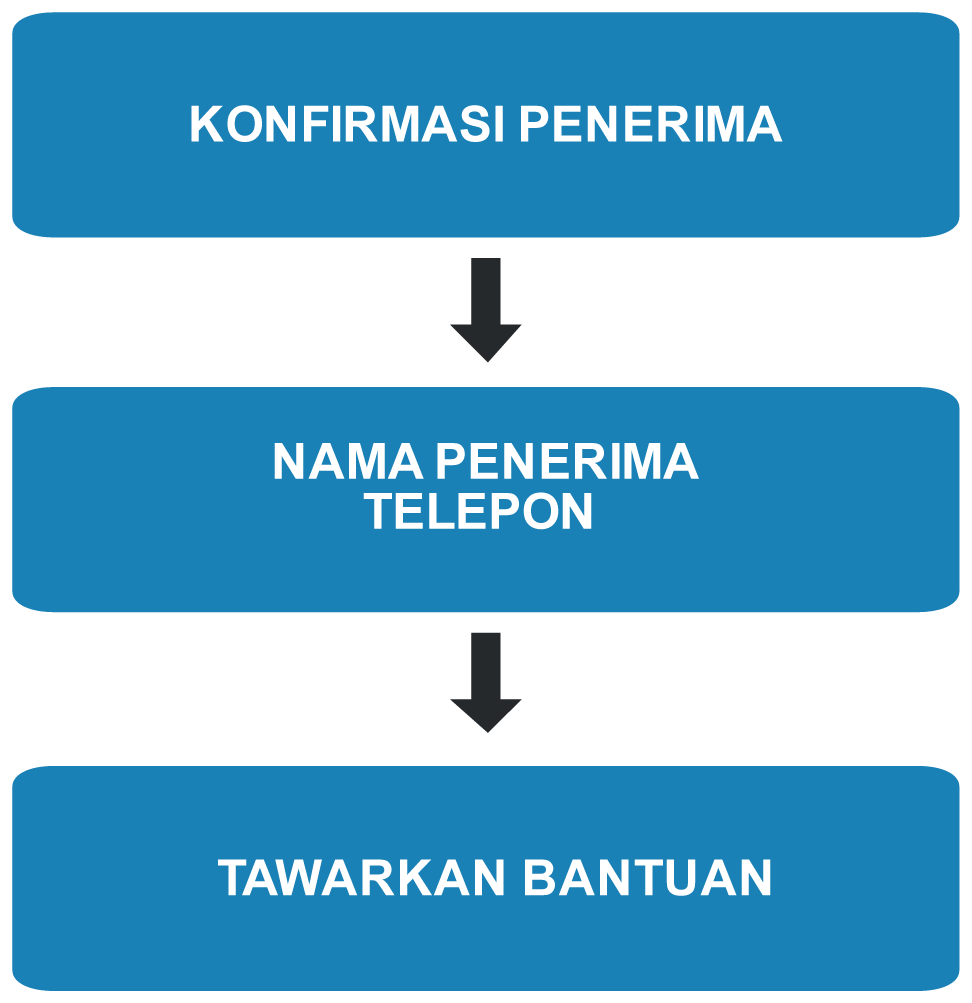 KONFIRMASI PENERIMA
NAMA PENERIMA
TELEPON
TAWARKAN BANTUAN